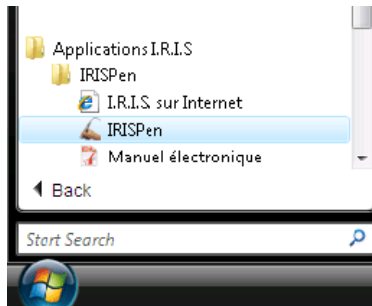 Applications I.R.I.S
IRISPen
I.R.I.S. sur Internet
IRISPen
Manuel électronique
Back
Start Search